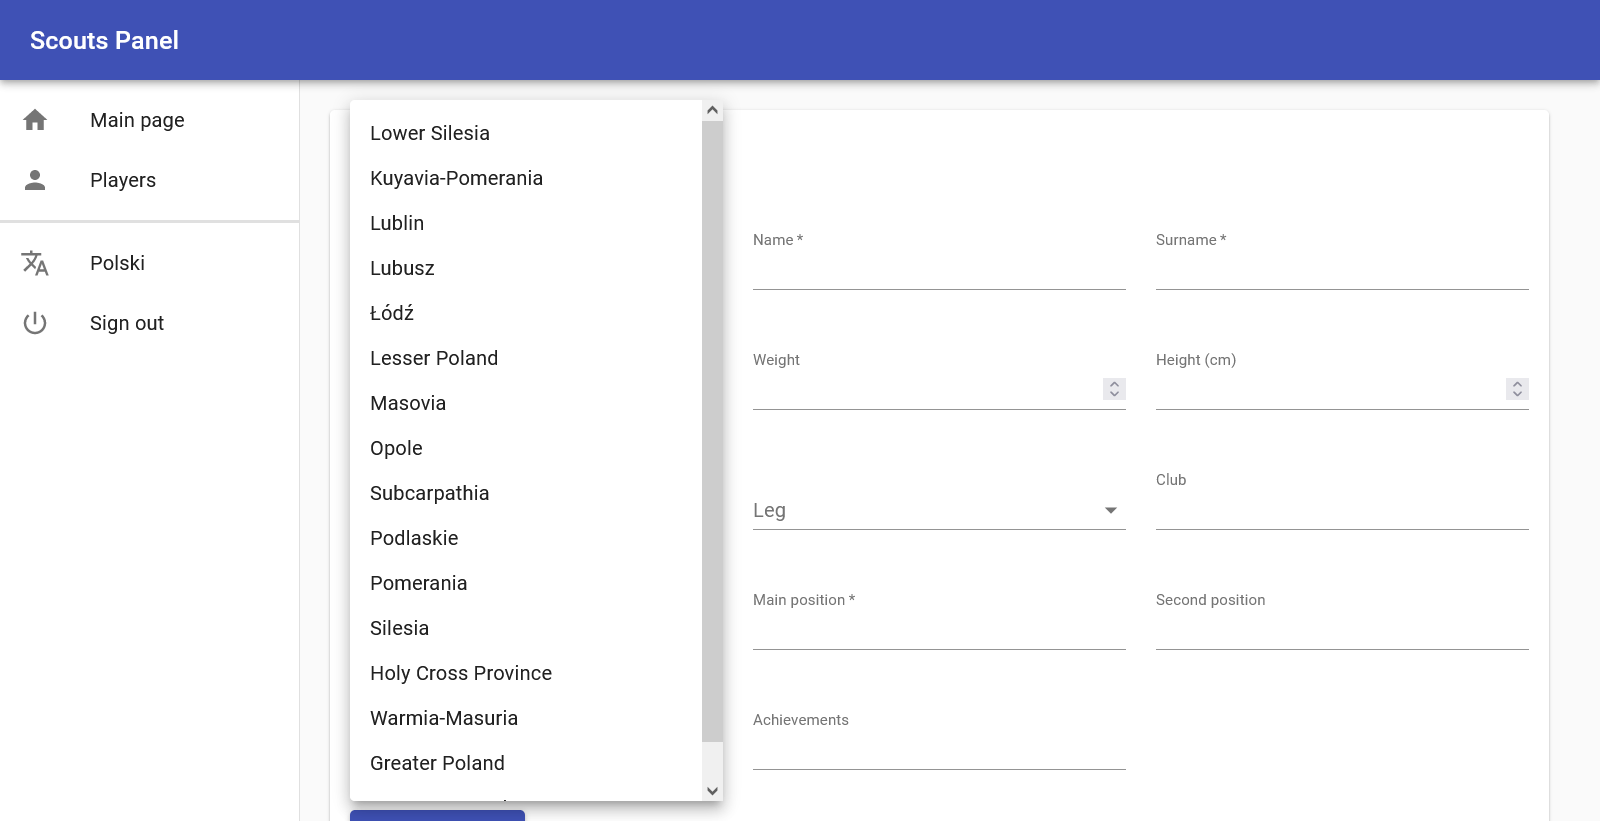 Scouts Panel
Main page
Players
Polski
Sign out
Lower Silesia
Kuyavia-Pomerania
Lublin
Lubusz
Łódź
Lesser Poland
Masovia
Opole
Subcarpathia
Podlaskie
Pomerania
Silesia
Holy Cross Province
Warmia-Masuria
Greater Poland
Name *
Surname *
Weight
Height (cm)
Leg
Club
Main position *
Second position
Achievements